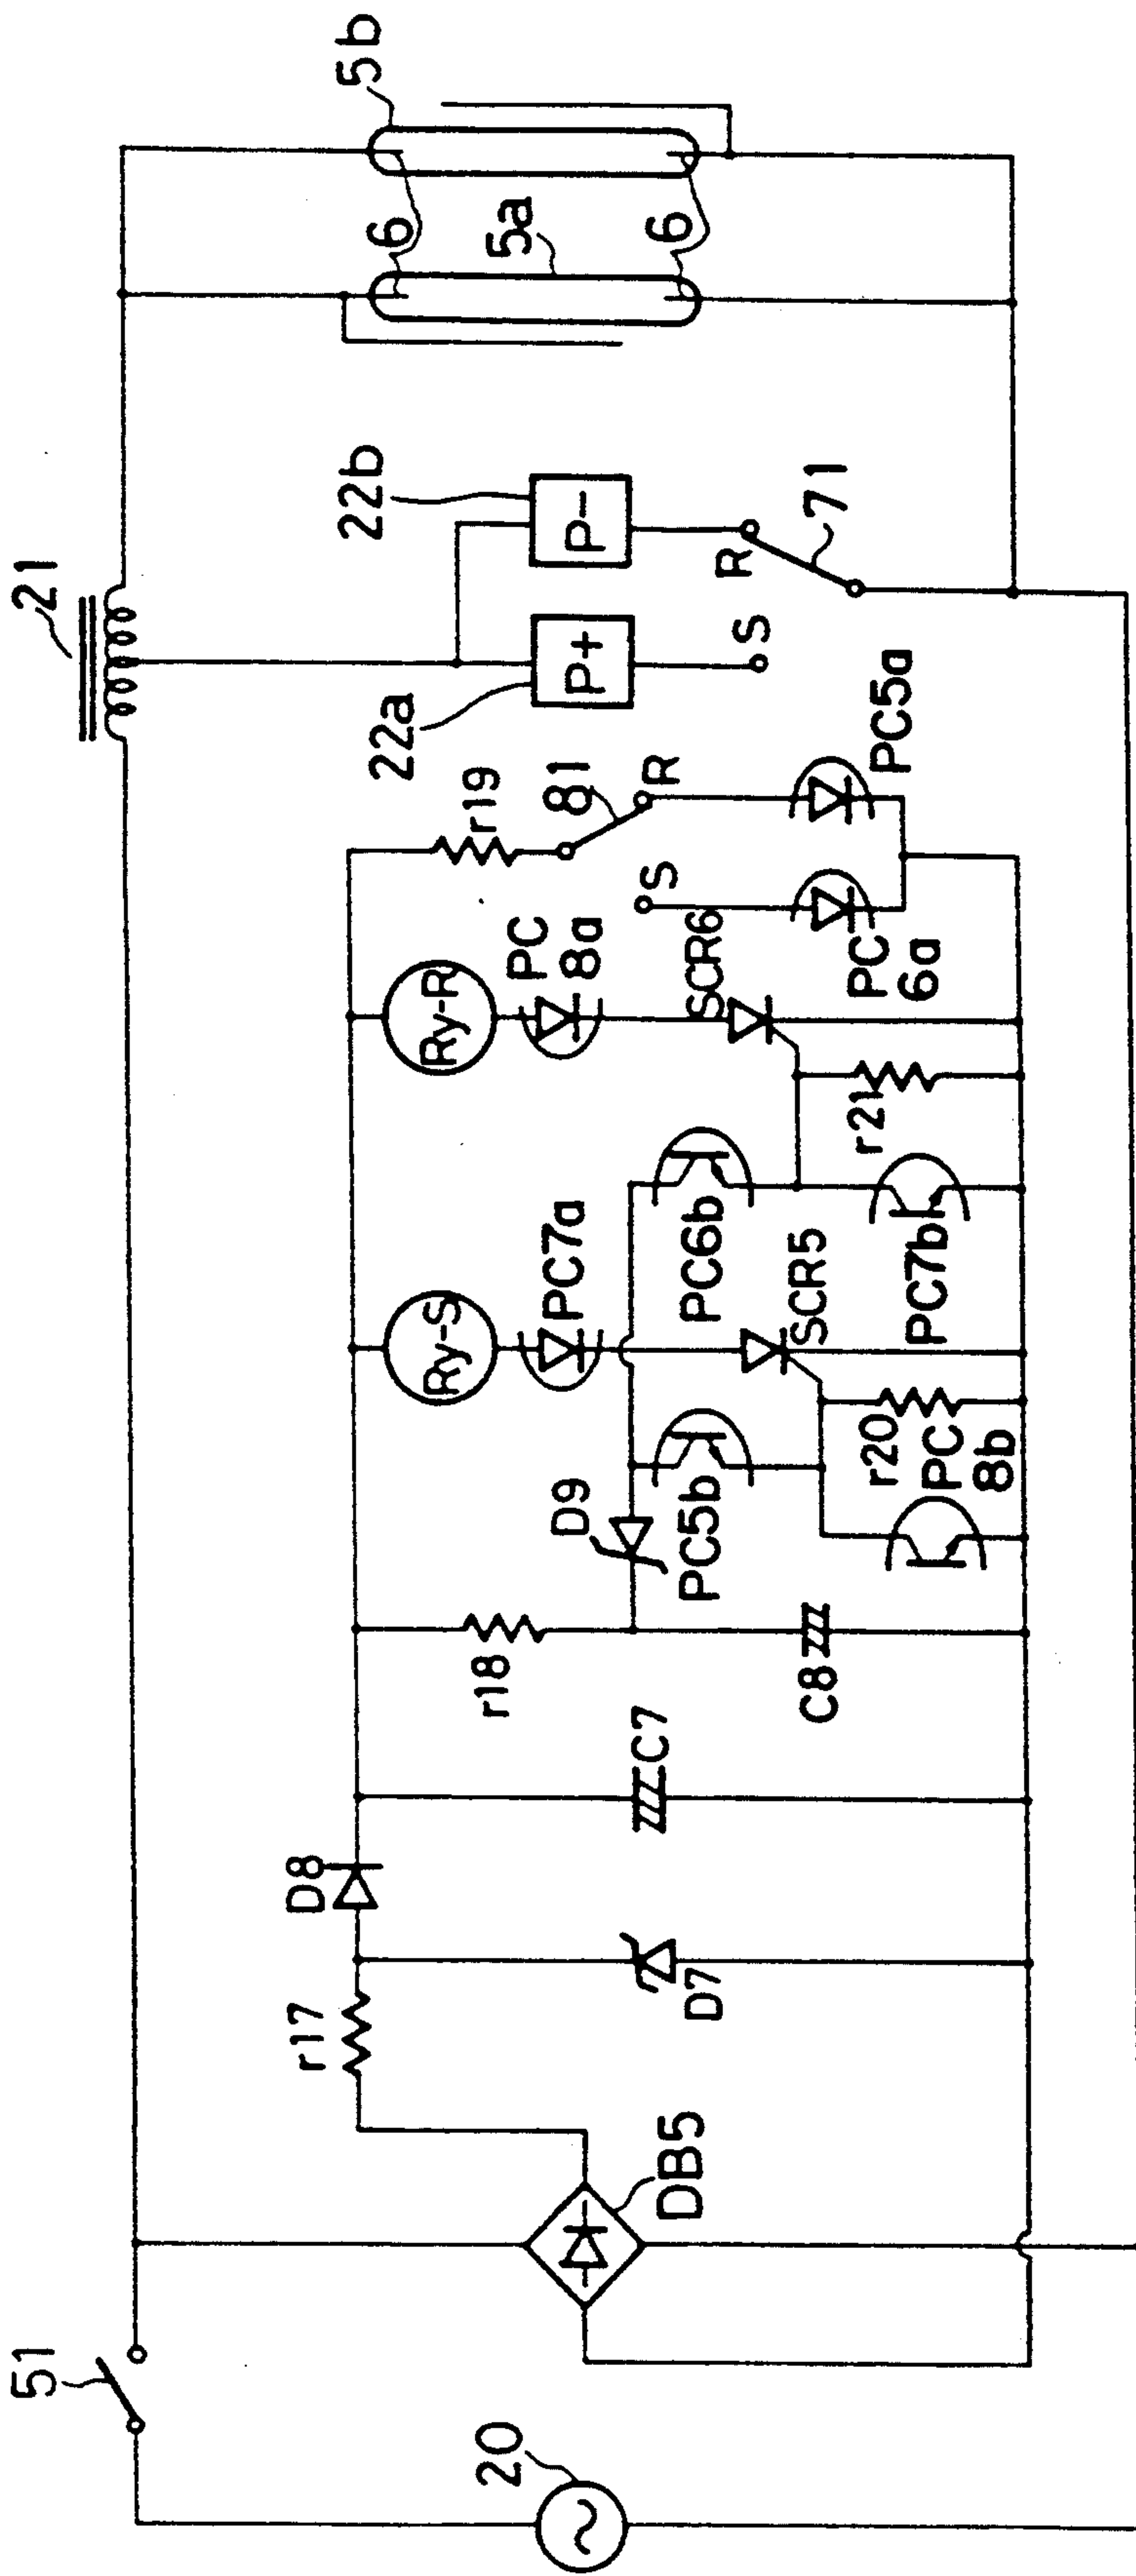 51
20
DB5
r17
D7
D8
C7
r18
C8
D9
PC5b
PC
8b
r20
Ry-S
PC7a
SCR5
PC6b
PC7b
r21
Ry-R
PC
8a
SCR6
r19
81
S
R
PC
6a
PC5a
21
22a
P+
22b
P-
S
R
71
6
5a
6
5b